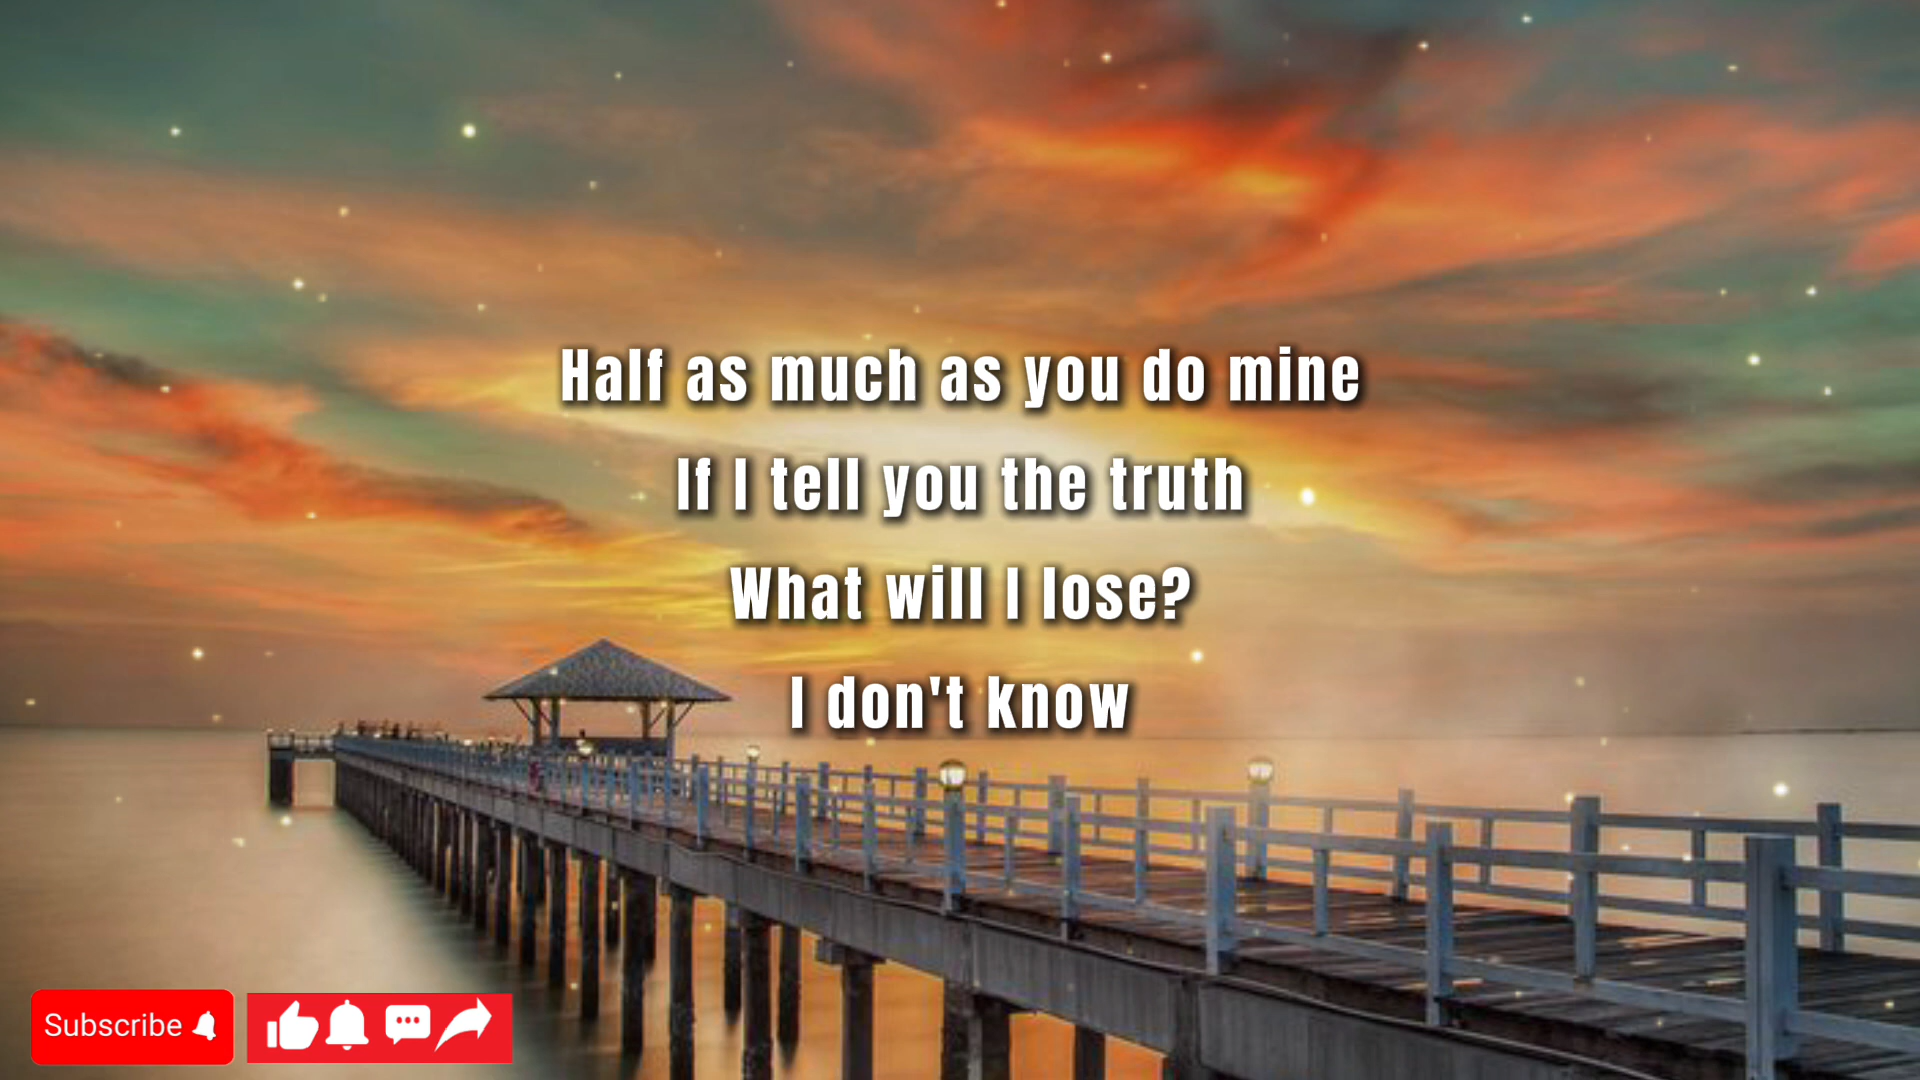 Half as much as you do mine
If I tell you the truth
What will I lose?
I don't know
Subscribe